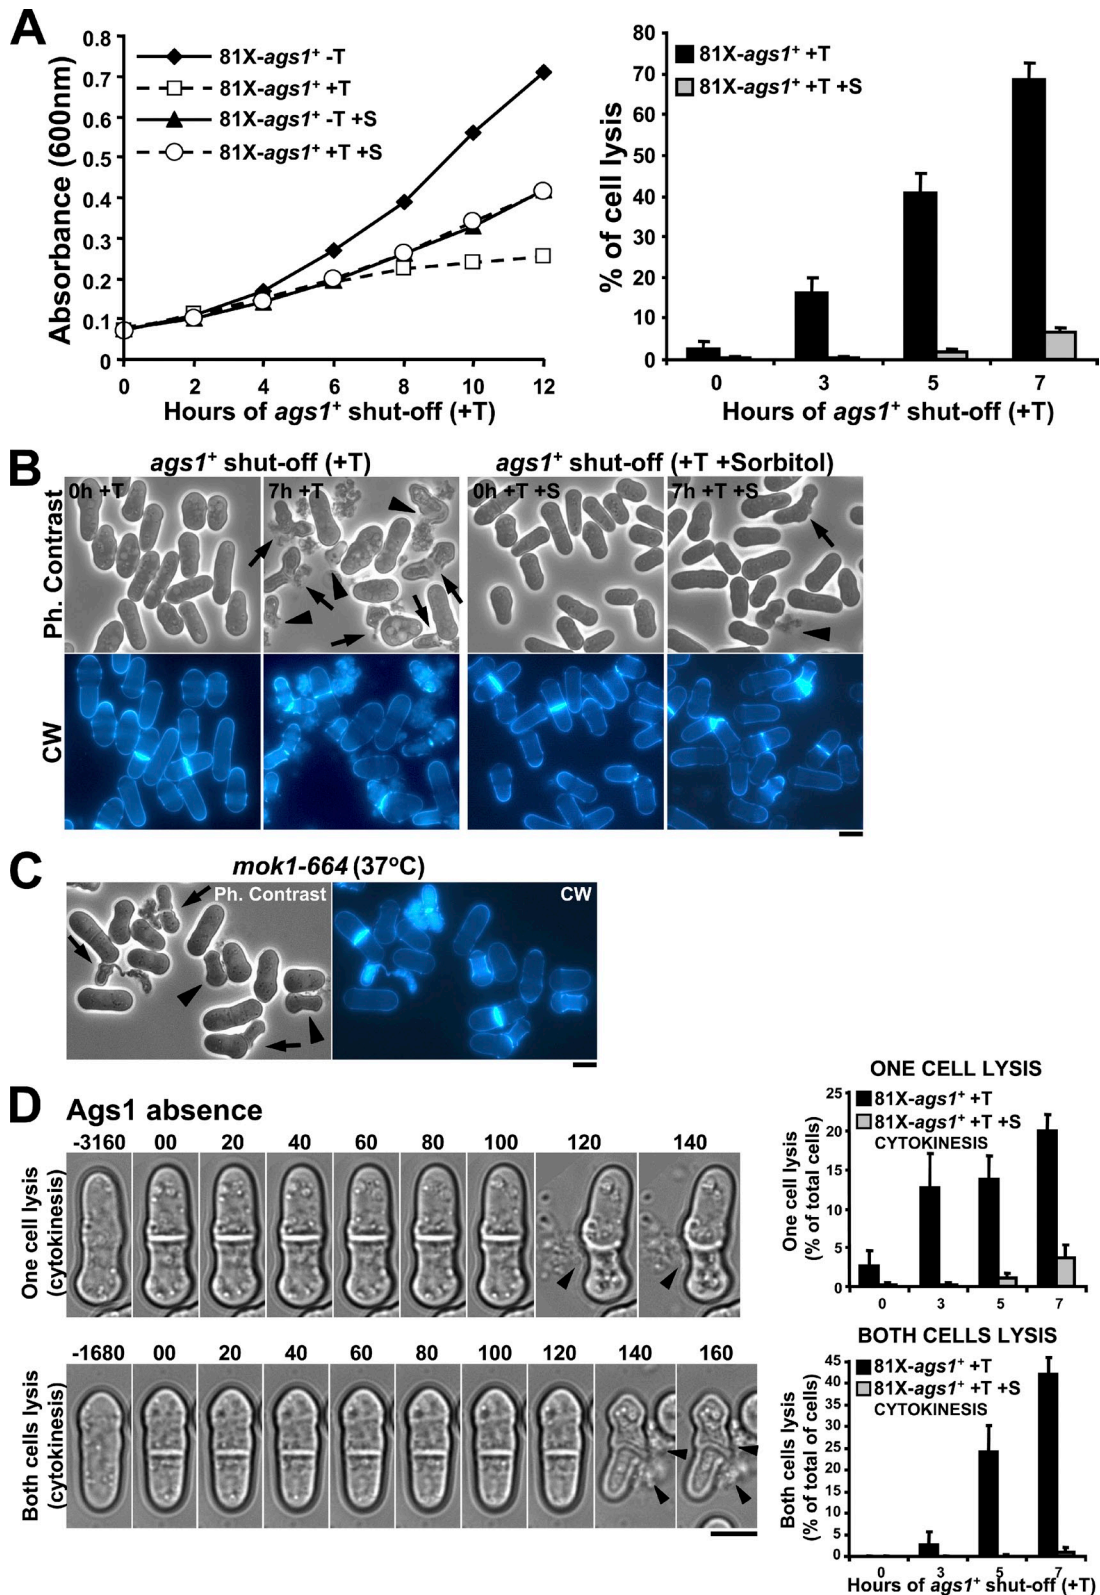 A
0.8
0.7
0.6
0.5
0.4
0.3
0.2
0.1
0
Absorbance (600nm)
81X-ags1⁺ -T
81X-ags1⁺ +T
81X-ags1⁺ -T +S
81X-ags1⁺ +T +S
0 2 4 6 8 10 12
Hours of ags1⁺ shut-off (+T)
80
70
60
50
40
30
20
10
0
% of cell lysis
81X-ags1⁺ +T
81X-ags1⁺ +T +S
0 3 5 7
Hours of ags1⁺ shut-off (+T)
B
ags1⁺ shut-off (+T)
ags1⁺ shut-off (+T +Sorbitol)
Ph. Contrast
0h +T
7h +T
0h +T +S
7h +T +S
CW
C
mok1-664 (37ºC)
Ph. Contrast
CW
D
Ags1 absence
One cell lysis
(cytokinesis)
-3160 00 20 40 60 80 100 120 140
Both cells lysis
(cytokinesis)
-1680 00 20 40 60 80 100 120 140 160
ONE CELL LYSIS
25
20
15
10
5
0
One cell lysis
(% of total cells)
81X-ags1⁺ +T
81X-ags1⁺ +T +S
CYTOKINESIS
0 3 5 7
BOTH CELLS LYSIS
45
40
35
30
25
20
15
10
5
0
Both cells lysis
(% of total of cells)
81X-ags1⁺ +T
81X-ags1⁺ +T +S
CYTOKINESIS
0 3 5 7
Hours of ags1⁺ shut-off (+T)